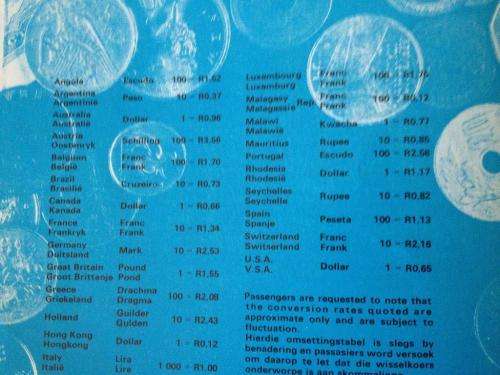 Angola Escudo 100 = R1,62
Argentina
Argentinië Peso 10 = R0,37
Australia
Australië Dollar 1 = R0,96
Austria
Oostenryk Schilling 100 = R3,56
Belgium Franc
België Frank 100 = R1,70
Brazil
Brasilië Cruzeiro 10 = R0,73
Canada
Kanada Dollar 1 = R0,66
France Franc
Frankryk Frank 10 = R1,34
Germany
Duitsland Mark 10 = R2,53
Great Britain Pound
Groot Brittanje Pond 1 = R1,55
Greece Drachma
Griekeland Dragma 100 = R2,08
Holland Guilder
Gulden 10 = R2,43
Hong Kong
Hongkong Dollar 1 = R0,12
Italy Lira
Italië Lire 1 000 = R1,00
Luxembourg Franc
Luxemburg Frank 100 = R1,76
Malagasy Franc
Malagassie Rep. Frank 100 = R0,12
Malawi
Malawië Kwacha 1 = R0,77
Mauritius Rupee 10 = R0,85
Portugal Escudo 100 = R2,58
Rhodesia
Rhodesië Dollar 1 = R1,17
Seychelles
Seychelle Rupee 10 = R0,82
Spain
Spanje Peseta 100 = R1,13
Switzerland Franc
Switserland Frank 10 = R2,16
U.S.A.
V.S.A. Dollar 1 = R0,65
Passengers are requested to note that
the conversion rates quoted are
approximate only and are subject to
fluctuation.
Hierdie omsettingstabel is slegs by
benadering en passasiers word versoek
om daarop te let dat die wisselkoers
onderworpe is aan skommelinge